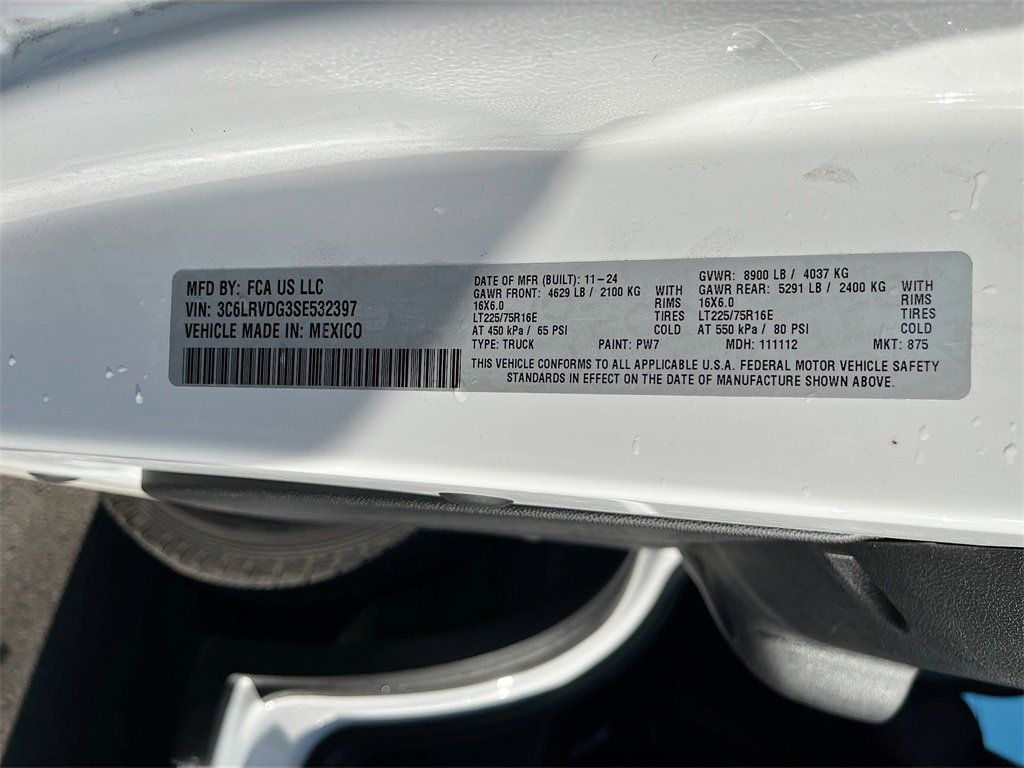 MFD BY: FCA US LLC
VIN: 3C6LRVDG3SE532397
VEHICLE MADE IN: MEXICO
DATE OF MFR (BUILT): 11-24
GAWR FRONT: 4629 LB / 2100 KG WITH
16X6.0 RIMS
LT225/75R16E TIRES
AT 450 kPa / 65 PSI COLD
TYPE: TRUCK PAINT: PW7
GVWR: 8900 LB / 4037 KG
GAWR REAR: 5291 LB / 2400 KG WITH
16X6.0 RIMS
LT225/75R16E TIRES
AT 550 kPa / 80 PSI COLD
MDH: 111112 MKT: 875
THIS VEHICLE CONFORMS TO ALL APPLICABLE U.S.A. FEDERAL MOTOR VEHICLE SAFETY
STANDARDS IN EFFECT ON THE DATE OF MANUFACTURE SHOWN ABOVE.